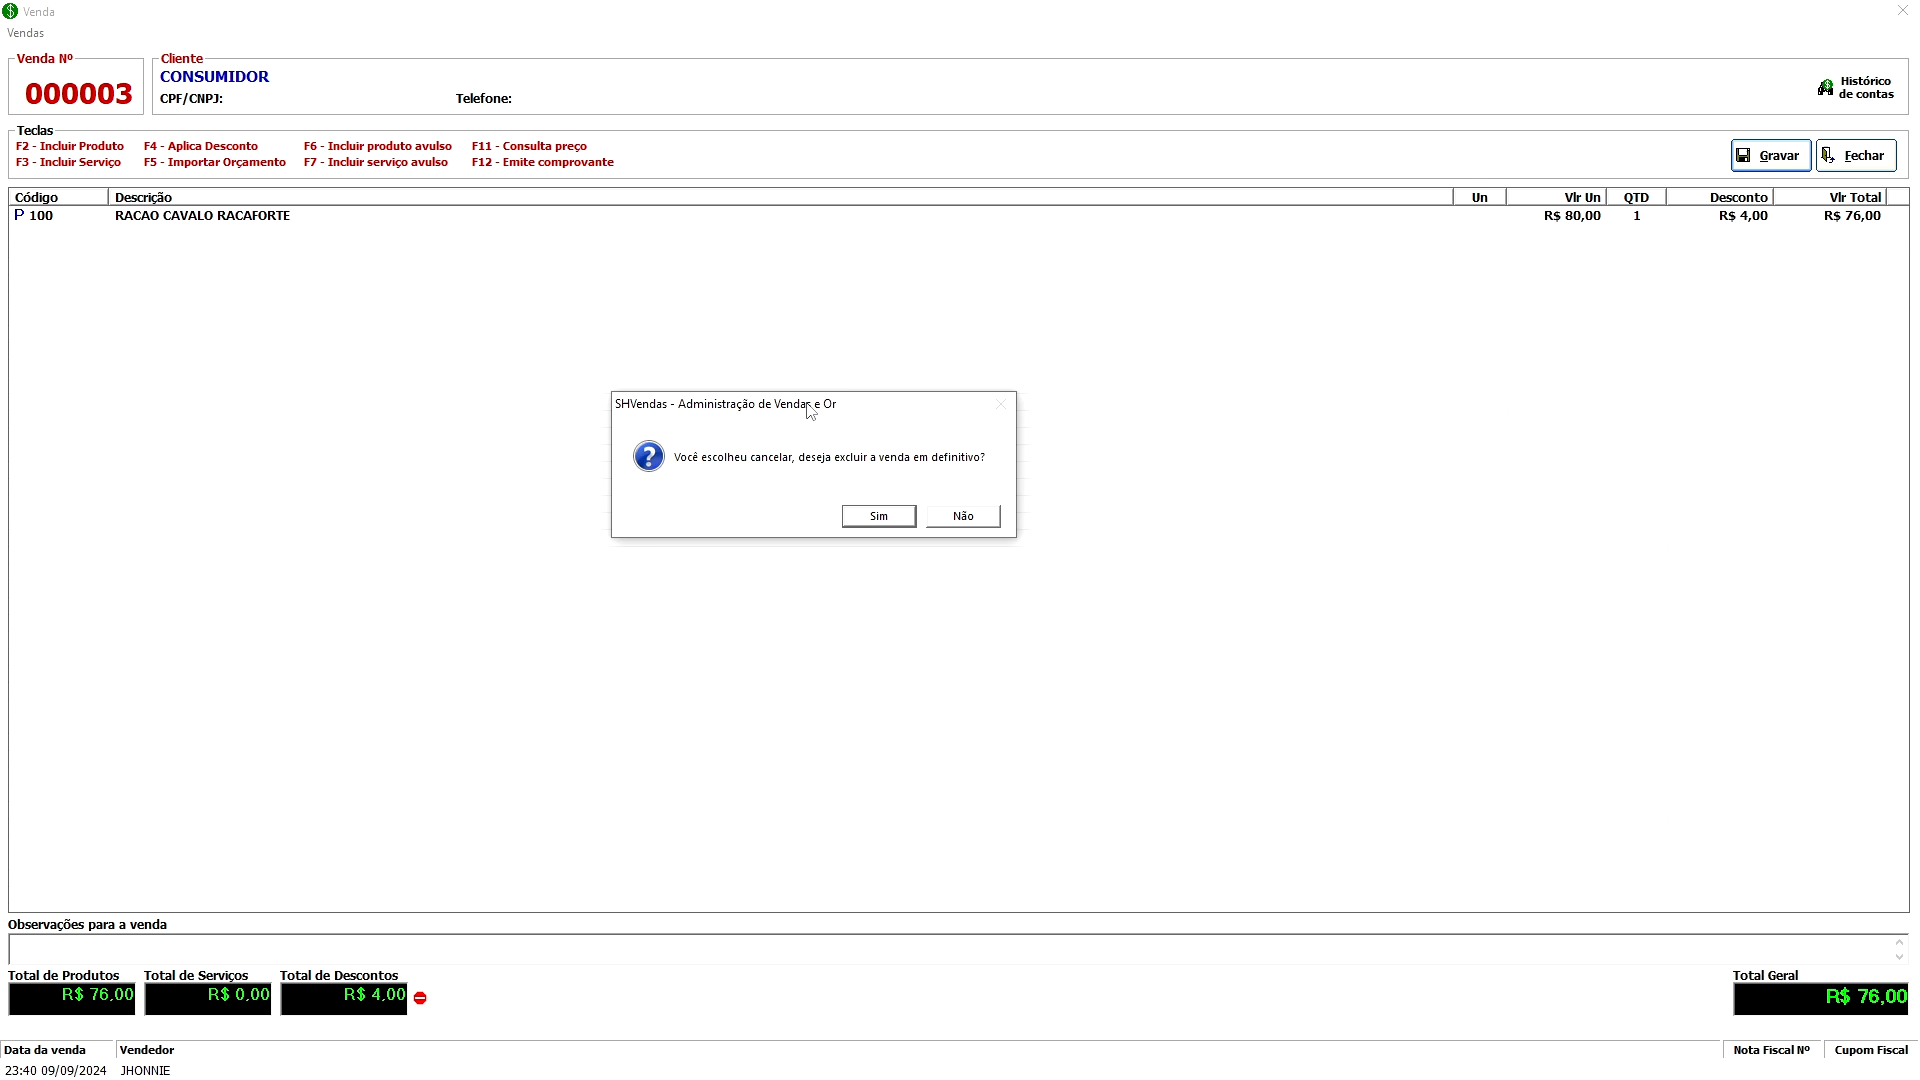 Venda
Vendas
Venda Nº
000003
Cliente
CONSUMIDOR
CPF/CNPJ:
Telefone:
Histórico
de contas
Teclas
F2 - Incluir Produto F4 - Aplica Desconto F6 - Incluir produto avulso F11 - Consulta preço
F3 - Incluir Serviço F5 - Importar Orçamento F7 - Incluir serviço avulso F12 - Emite comprovante
Gravar Fechar
Código Descrição Un Vlr Un QTD Desconto Vlr Total
P 100 RACAO CAVALO RACAFORTE R$ 80,00 1 R$ 4,00 R$ 76,00
SHVendas - Administração de Vendas e Or
Você escolheu cancelar, deseja excluir a venda em definitivo?
Sim Não
Observações para a venda
Total de Produtos Total de Serviços Total de Descontos Total Geral
R$ 76,00 R$ 0,00 R$ 4,00 R$ 76,00
Data da venda Vendedor Nota Fiscal Nº Cupom Fiscal
23:40 09/09/2024 JHONNIE